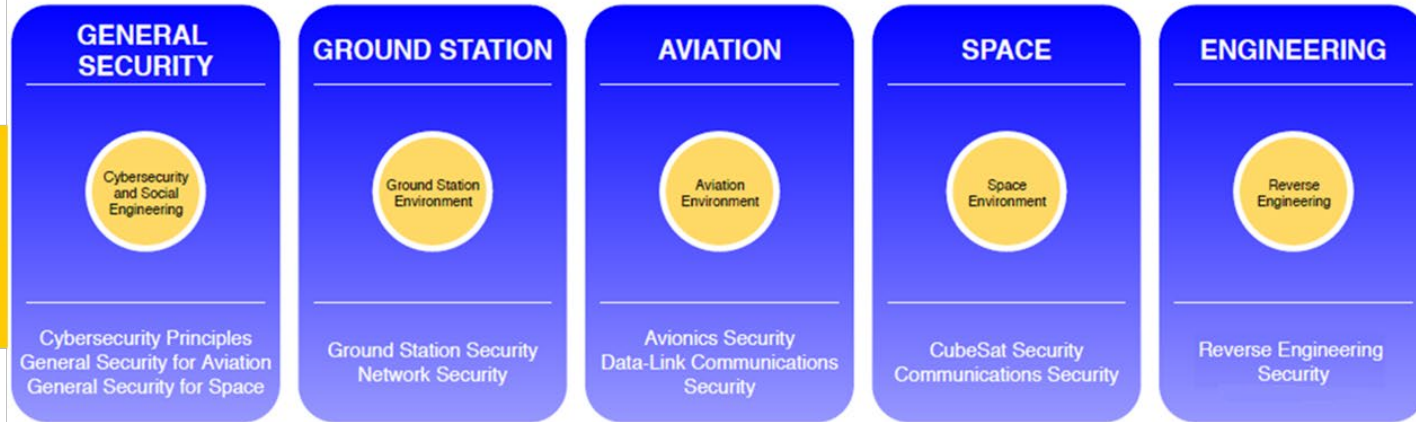 GENERAL
SECURITY
Cybersecurity
and Social
Engineering
Cybersecurity Principles
General Security for Aviation
General Security for Space
GROUND STATION
Ground Station
Environment
Ground Station Security
Network Security
AVIATION
Aviation
Environment
Avionics Security
Data-Link Communications
Security
SPACE
Space
Environment
CubeSat Security
Communications Security
ENGINEERING
Reverse
Engineering
Reverse Engineering
Security